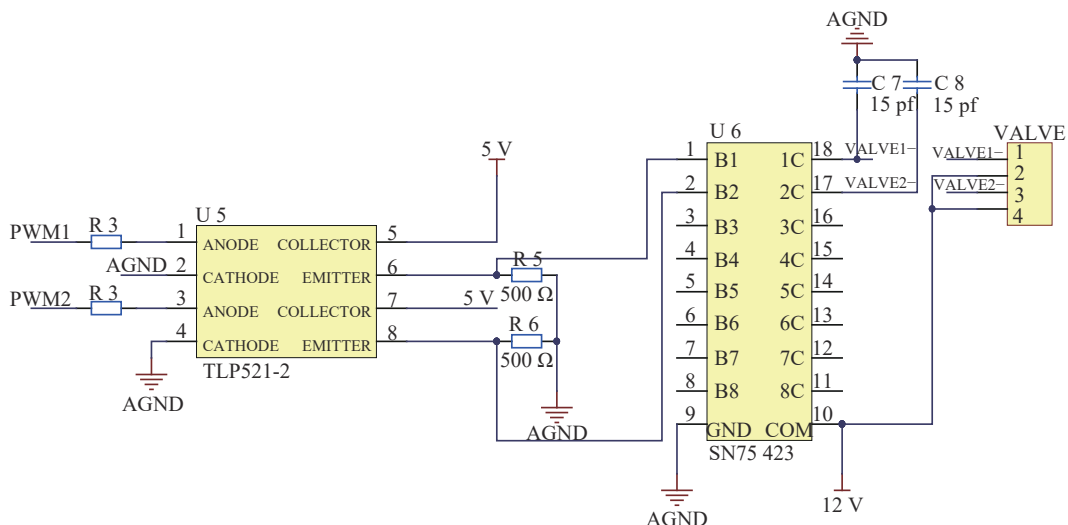 AGND
C 7
C 8
15 pf
15 pf
U 6
VALVE
5 V
1
B1
1C
18
VALVE1−
VALVE1−
1
2
B2
2C
17
VALVE2−
2
VALVE2−
3
4
3
B3
3C
16
4
B4
4C
15
5
B5
5C
14
6
B6
6C
13
7
B7
7C
12
8
B8
8C
11
9
GND
COM
10
SN75 423
AGND
12 V
U 5
PWM1
R 3
1
ANODE
COLLECTOR
5
AGND
2
CATHODE
EMITTER
6
R 5
500 Ω
PWM2
R 3
3
ANODE
COLLECTOR
7
5 V
4
CATHODE
EMITTER
8
R 6
500 Ω
TLP521-2
AGND
AGND